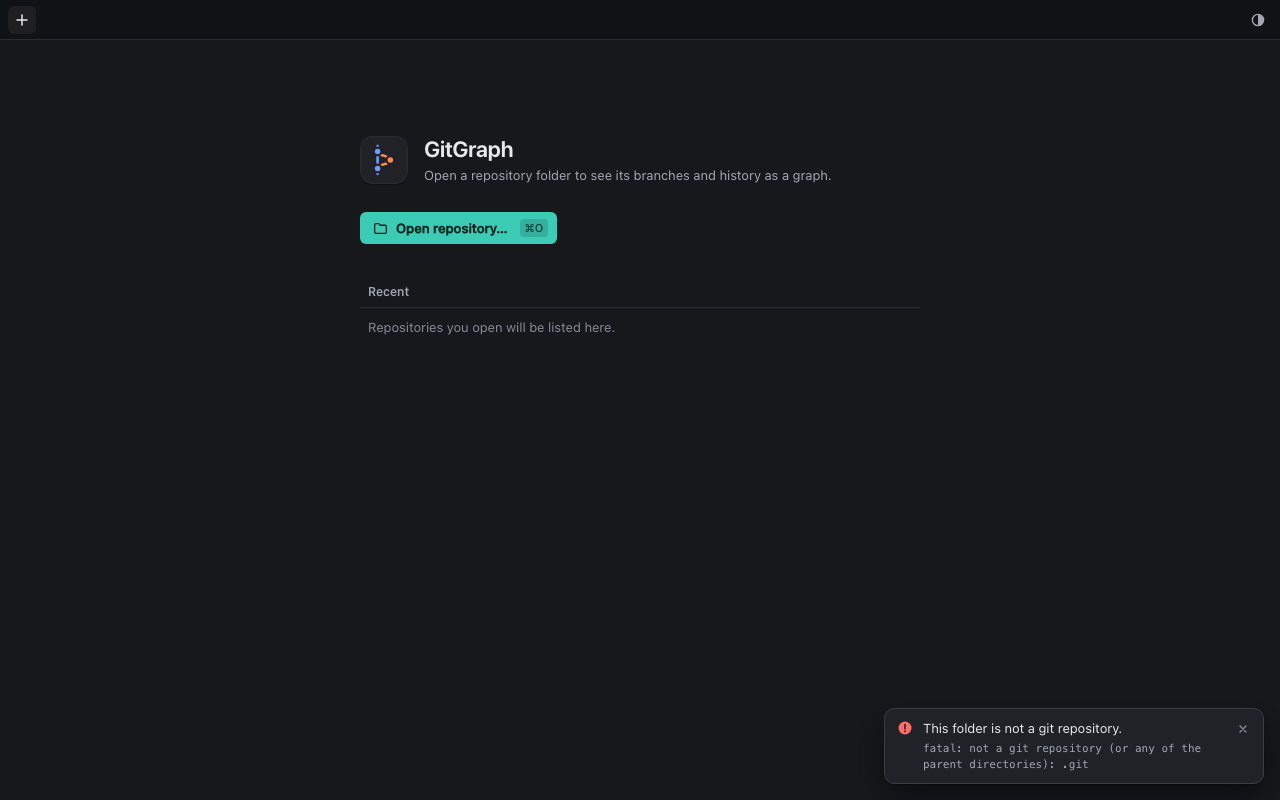 GitGraph
Open a repository folder to see its branches and history as a graph.
Open repository... ⌘O
Recent
Repositories you open will be listed here.
This folder is not a git repository.
fatal: not a git repository (or any of the
parent directories): .git